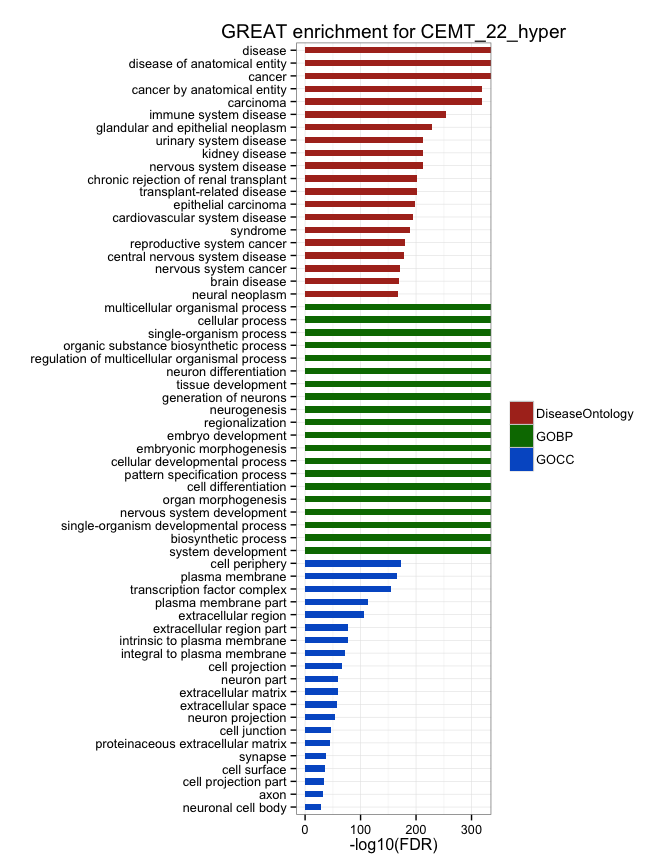 GREAT enrichment for CEMT_22_hyper
disease
disease of anatomical entity
cancer
cancer by anatomical entity
carcinoma
immune system disease
glandular and epithelial neoplasm
urinary system disease
kidney disease
nervous system disease
chronic rejection of renal transplant
transplant-related disease
epithelial carcinoma
cardiovascular system disease
syndrome
reproductive system cancer
central nervous system disease
nervous system cancer
brain disease
neural neoplasm
multicellular organismal process
cellular process
single-organism process
organic substance biosynthetic process
regulation of multicellular organismal process
neuron differentiation
tissue development
generation of neurons
neurogenesis
regionalization
embryo development
embryonic morphogenesis
cellular developmental process
pattern specification process
cell differentiation
organ morphogenesis
nervous system development
single-organism developmental process
biosynthetic process
system development
cell periphery
plasma membrane
transcription factor complex
plasma membrane part
extracellular region
extracellular region part
intrinsic to plasma membrane
integral to plasma membrane
cell projection
neuron part
extracellular matrix
extracellular space
neuron projection
cell junction
proteinaceous extracellular matrix
synapse
cell surface
cell projection part
axon
neuronal cell body
0 100 200 300
-log10(FDR)
DiseaseOntology
GOBP
GOCC